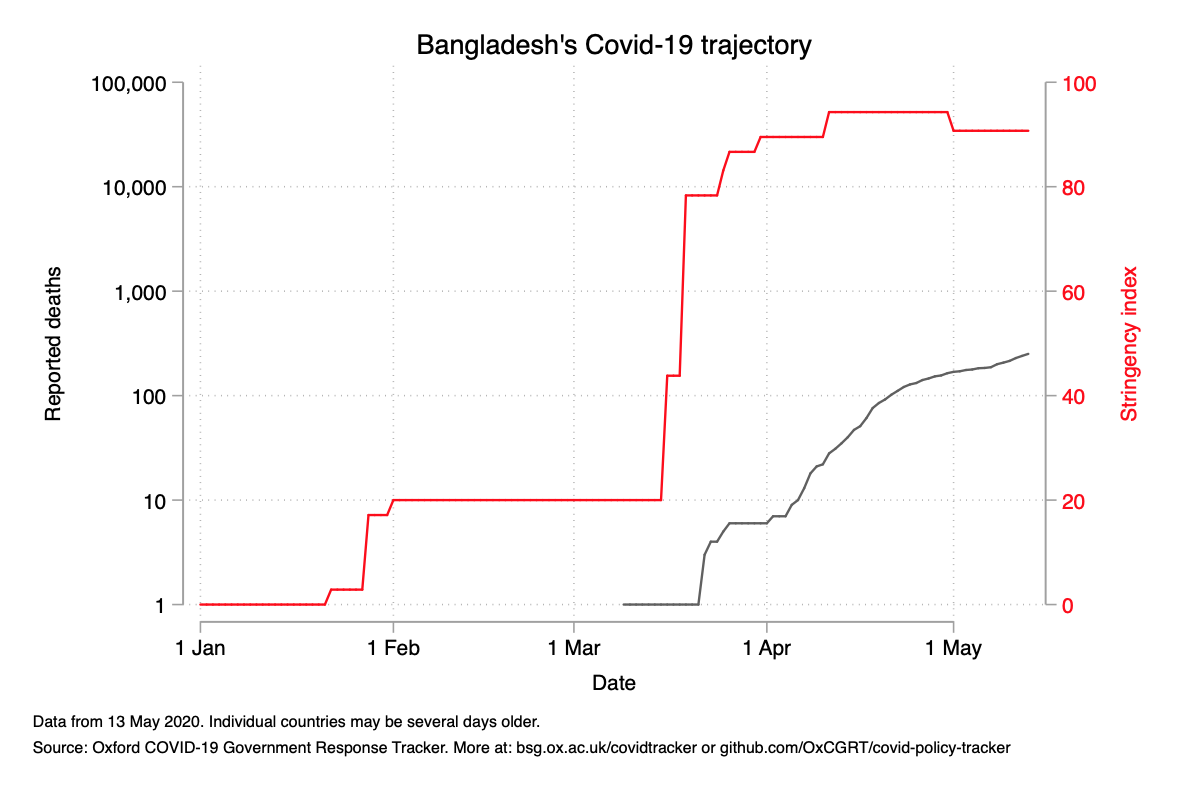 Bangladesh's Covid-19 trajectory
100,000
10,000
1,000
100
10
1
Reported deaths
100
80
60
40
20
0
Stringency index
1 Jan 1 Feb 1 Mar 1 Apr 1 May
Date
Data from 13 May 2020. Individual countries may be several days older.
Source: Oxford COVID-19 Government Response Tracker. More at: bsg.ox.ac.uk/covidtracker or github.com/OxCGRT/covid-policy-tracker